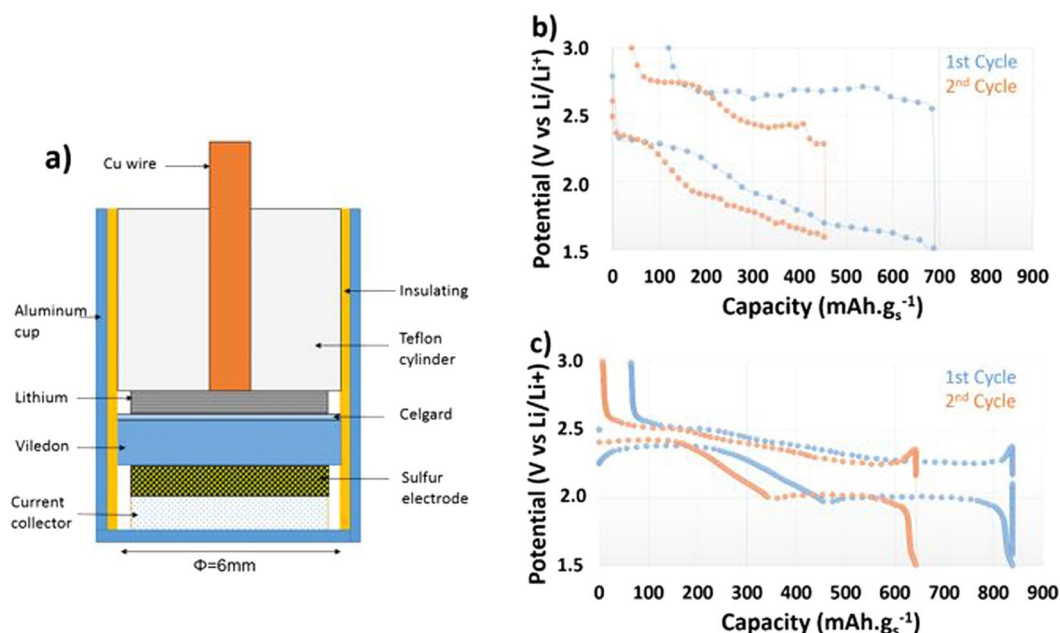 a)
Cu wire
Aluminum
cup
Lithium
Viledon
Current
collector
Insulating
Teflon
cylinder
Celgard
Sulfur
electrode
Φ=6mm
b)
Potential (V vs Li/Li⁺)
3.0
2.5
2.0
1.5
1st Cycle
2ⁿᵈ Cycle
0 100 200 300 400 500 600 700 800 900
Capacity (mAh.gₛ⁻¹)
c)
Potential (V vs Li/Li+)
3.0
2.5
2.0
1.5
1st Cycle
2ⁿᵈ Cycle
0 100 200 300 400 500 600 700 800 900
Capacity (mAh.gₛ⁻¹)